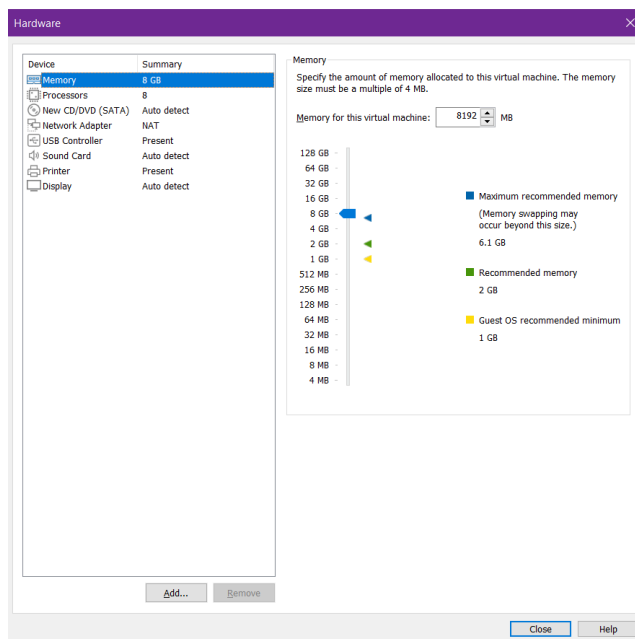 Hardware
Device Summary
Memory 8 GB
Processors 8
New CD/DVD (SATA) Auto detect
Network Adapter NAT
USB Controller Present
Sound Card Auto detect
Printer Present
Display Auto detect
Add... Remove
Memory
Specify the amount of memory allocated to this virtual machine. The memory
size must be a multiple of 4 MB.
Memory for this virtual machine: 8192 MB
128 GB
64 GB
32 GB
16 GB
8 GB
4 GB
2 GB
1 GB
512 MB
256 MB
128 MB
64 MB
32 MB
16 MB
8 MB
4 MB
Maximum recommended memory
(Memory swapping may
occur beyond this size.)
6.1 GB
Recommended memory
2 GB
Guest OS recommended minimum
1 GB
Close Help